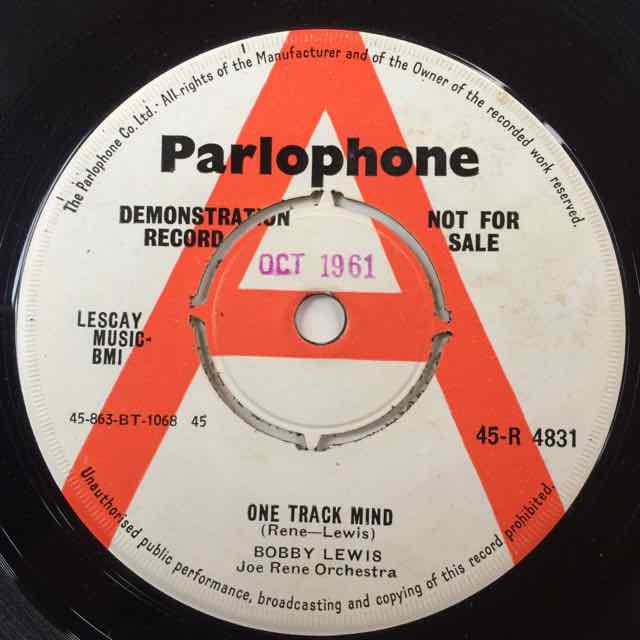 The Parlophone Co. Ltd. · All rights of the Manufacturer and of the Owner of the recorded work reserved.
Parlophone
DEMONSTRATION
RECORD
NOT FOR
SALE
OCT 1961
LESCAY
MUSIC-
BMI
45-863-BT-1068 45
45-R 4831
A
ONE TRACK MIND
(Rene—Lewis)
BOBBY LEWIS
Joe Rene Orchestra
Unauthorised public performance, broadcasting and copying of this record prohibited.